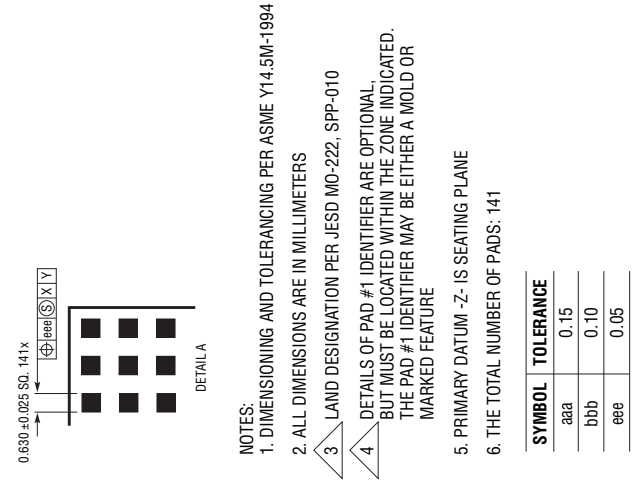 0.630 ±0.025 SQ. 141x
⌖ eee Ⓢ X Y
DETAIL A
NOTES:
1. DIMENSIONING AND TOLERANCING PER ASME Y14.5M-1994
2. ALL DIMENSIONS ARE IN MILLIMETERS
3 LAND DESIGNATION PER JESD MO-222, SPP-010
4 DETAILS OF PAD #1 IDENTIFIER ARE OPTIONAL,
BUT MUST BE LOCATED WITHIN THE ZONE INDICATED.
THE PAD #1 IDENTIFIER MAY BE EITHER A MOLD OR
MARKED FEATURE
5. PRIMARY DATUM -Z- IS SEATING PLANE
6. THE TOTAL NUMBER OF PADS: 141
SYMBOL TOLERANCE
aaa 0.15
bbb 0.10
eee 0.05